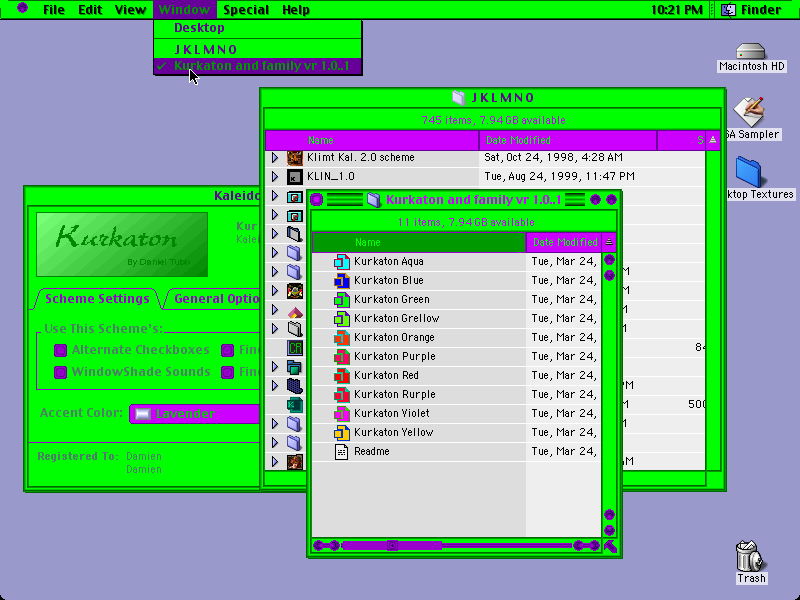 File Edit View Window Special Help 10:21 PM Finder
Desktop
JKLMNO
✓ Kurkaton and family vr 1.0..1
Macintosh HD
SA Sampler
ktop Textures
Trash
JKLMNO
745 items, 7.94 GB available
Name Date Modified S
Klimt Kal. 2.0 scheme Sat, Oct 24, 1998, 4:28 AM
KLIN_1.0 Tue, Aug 24, 1999, 11:47 PM
Kaleido
Kurkaton
By Daniel Tubb
Kur
Kalei
Scheme Settings General Optio
Use This Scheme's:
Alternate Checkboxes Fin
WindowShade Sounds Fin
Accent Color: Lavender
Registered To: Damien
Damien
Kurkaton and family vr 1.0..1
11 items, 7.94 GB available
Name Date Modified
Kurkaton Aqua Tue, Mar 24,
Kurkaton Blue Tue, Mar 24,
Kurkaton Green Tue, Mar 24,
Kurkaton Grellow Tue, Mar 24,
Kurkaton Orange Tue, Mar 24,
Kurkaton Purple Tue, Mar 24,
Kurkaton Red Tue, Mar 24,
Kurkaton Rurple Tue, Mar 24,
Kurkaton Yiolet Tue, Mar 24,
Kurkaton Yellow Tue, Mar 24,
Readme Tue, Mar 24,
84
500